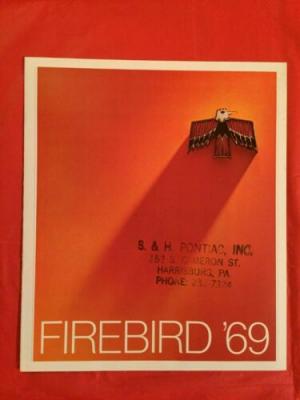 S. & H. PONTIAC, INC.
S. CAMERON ST.
HARRISBURG, PA
PHONE:
FIREBIRD '69